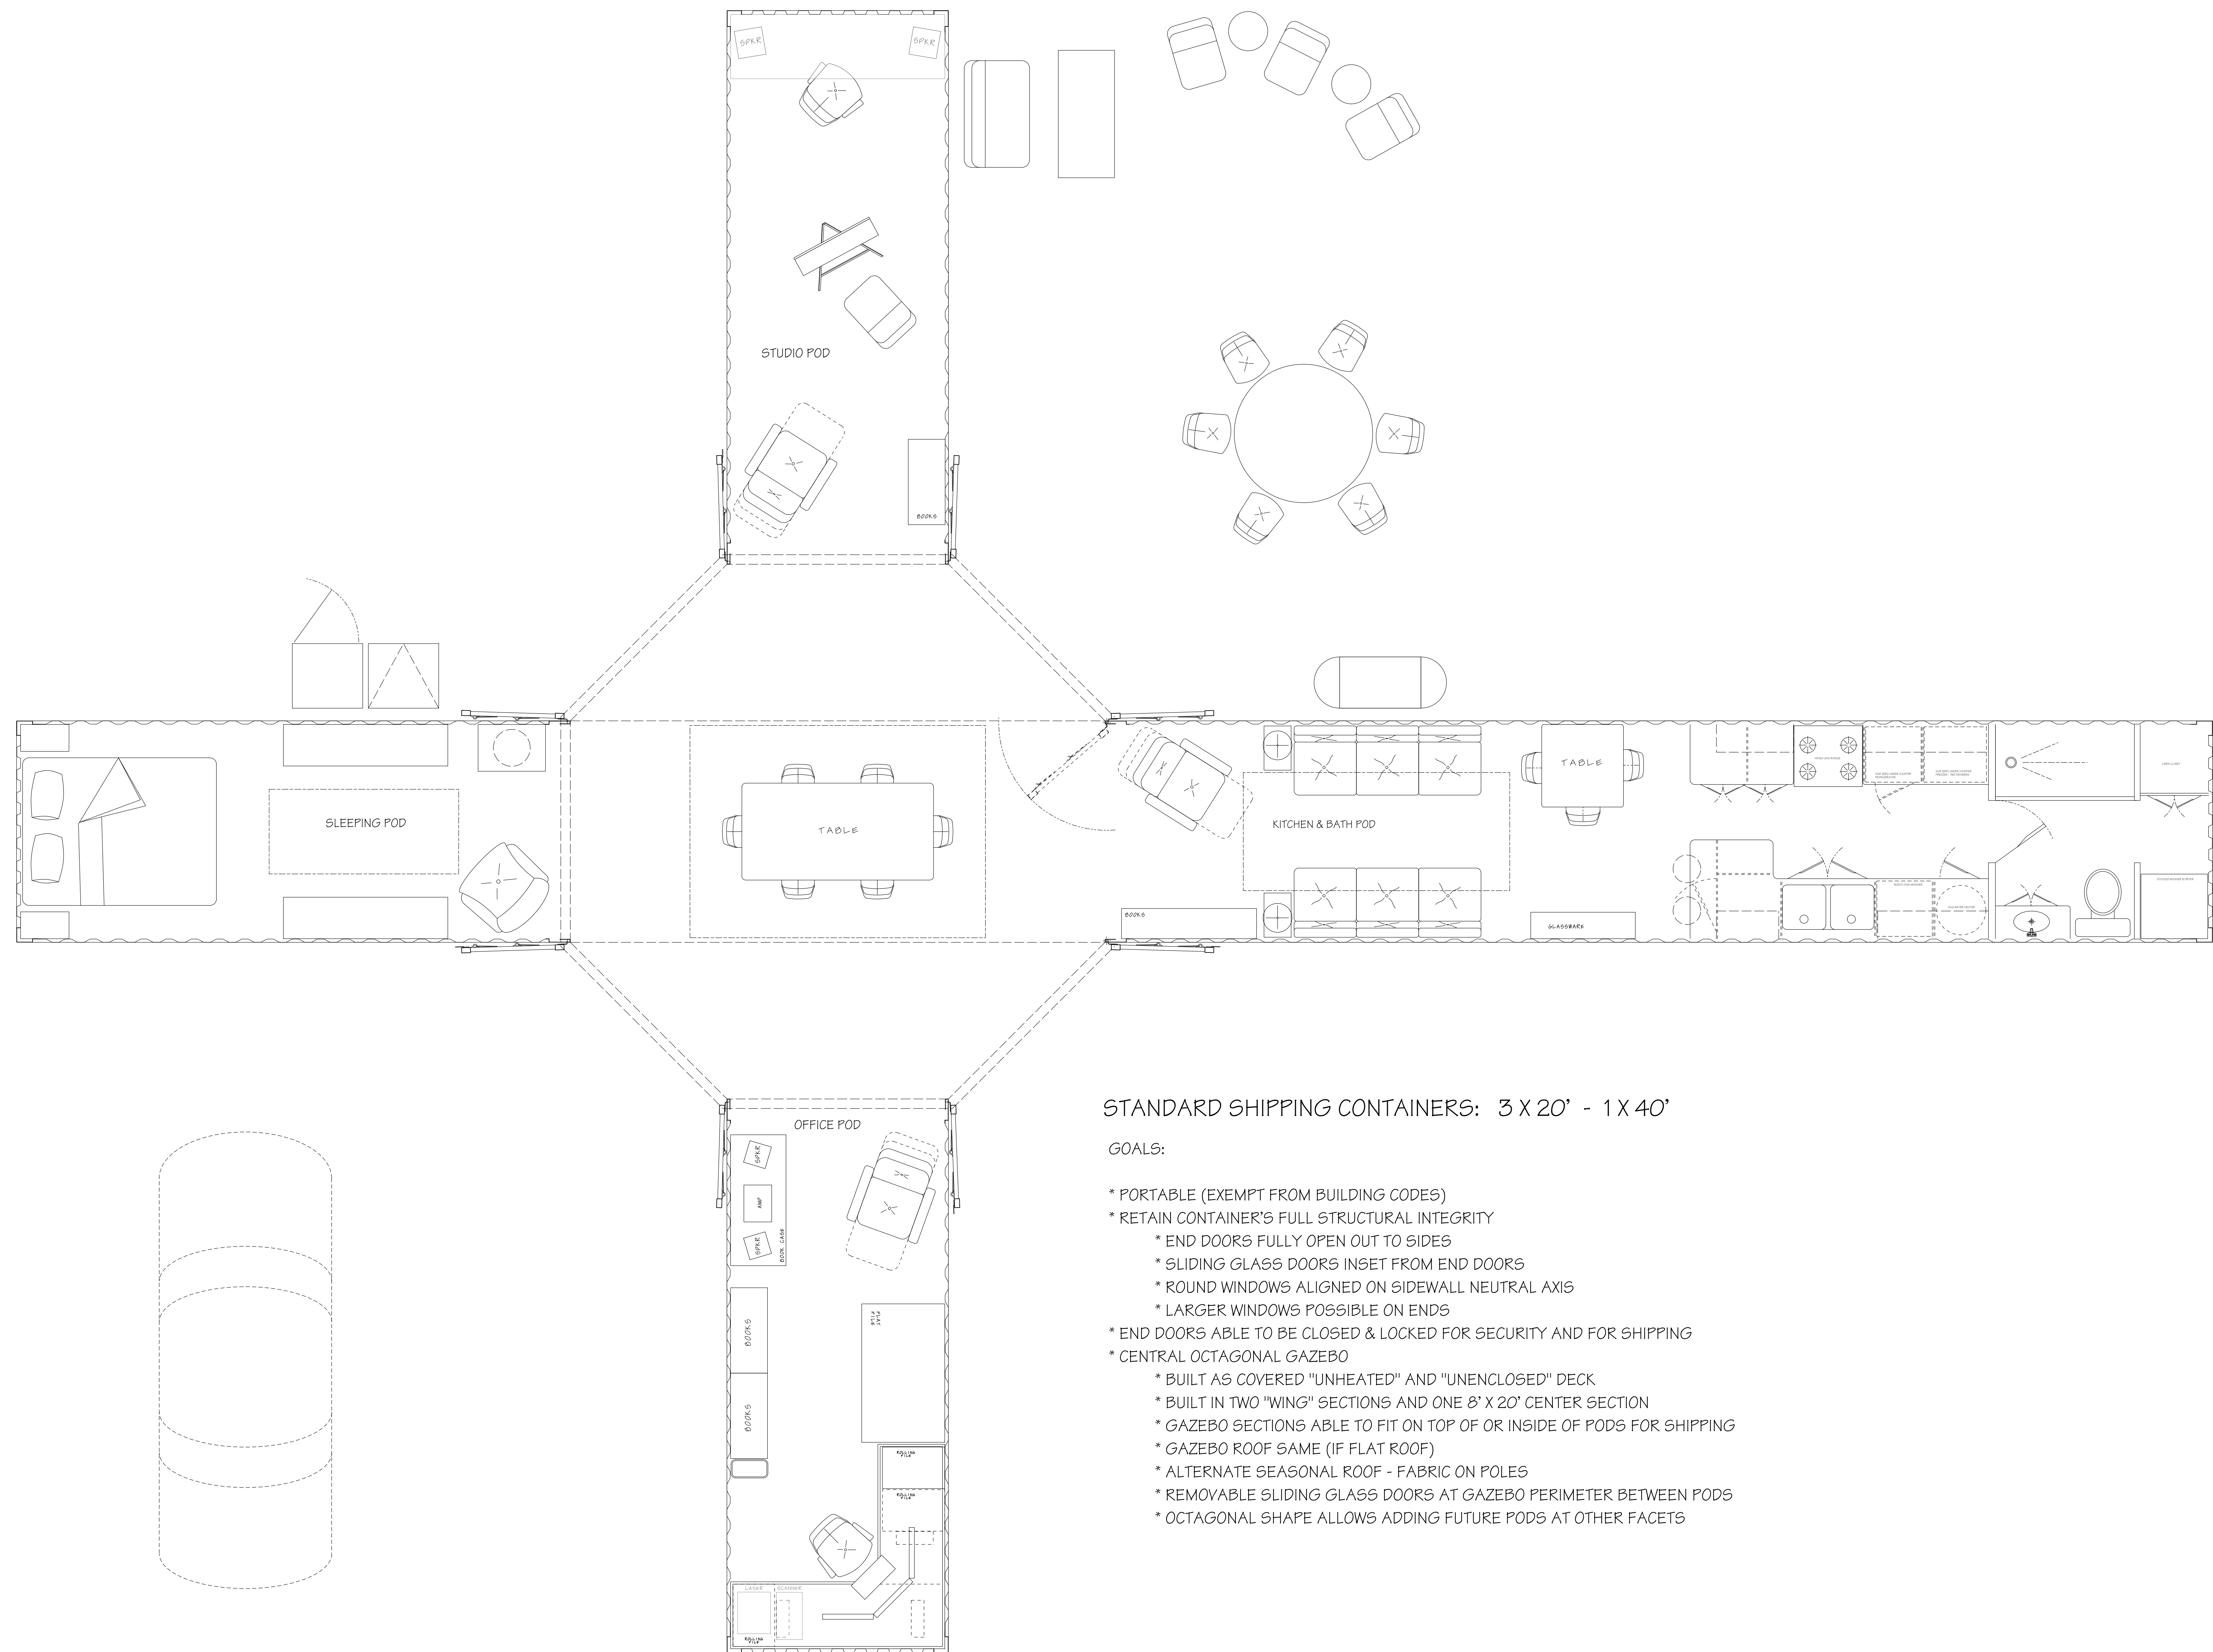 SPKR
SPKR
STUDIO POD
BOOKS
SLEEPING POD
TABLE
BOOKS
KITCHEN & BATH POD
TABLE
GLASSWARE
LINEN CLOSET
OFFICE POD
SPKR
AMP
SPKR
BOOK CASE
BOOKS
BOOKS
FLAT
FILE
ROLLING
FILE
ROLLING
FILE
LASER
SCANNER
ROLLING
FILE
STANDARD SHIPPING CONTAINERS: 3 X 20' - 1 X 40'
GOALS:
* PORTABLE (EXEMPT FROM BUILDING CODES)
* RETAIN CONTAINER'S FULL STRUCTURAL INTEGRITY
* END DOORS FULLY OPEN OUT TO SIDES
* SLIDING GLASS DOORS INSET FROM END DOORS
* ROUND WINDOWS ALIGNED ON SIDEWALL NEUTRAL AXIS
* LARGER WINDOWS POSSIBLE ON ENDS
* END DOORS ABLE TO BE CLOSED & LOCKED FOR SECURITY AND FOR SHIPPING
* CENTRAL OCTAGONAL GAZEBO
* BUILT AS COVERED "UNHEATED" AND "UNENCLOSED" DECK
* BUILT IN TWO "WING" SECTIONS AND ONE 8' X 20' CENTER SECTION
* GAZEBO SECTIONS ABLE TO FIT ON TOP OF OR INSIDE OF PODS FOR SHIPPING
* GAZEBO ROOF SAME (IF FLAT ROOF)
* ALTERNATE SEASONAL ROOF - FABRIC ON POLES
* REMOVABLE SLIDING GLASS DOORS AT GAZEBO PERIMETER BETWEEN PODS
* OCTAGONAL SHAPE ALLOWS ADDING FUTURE PODS AT OTHER FACETS